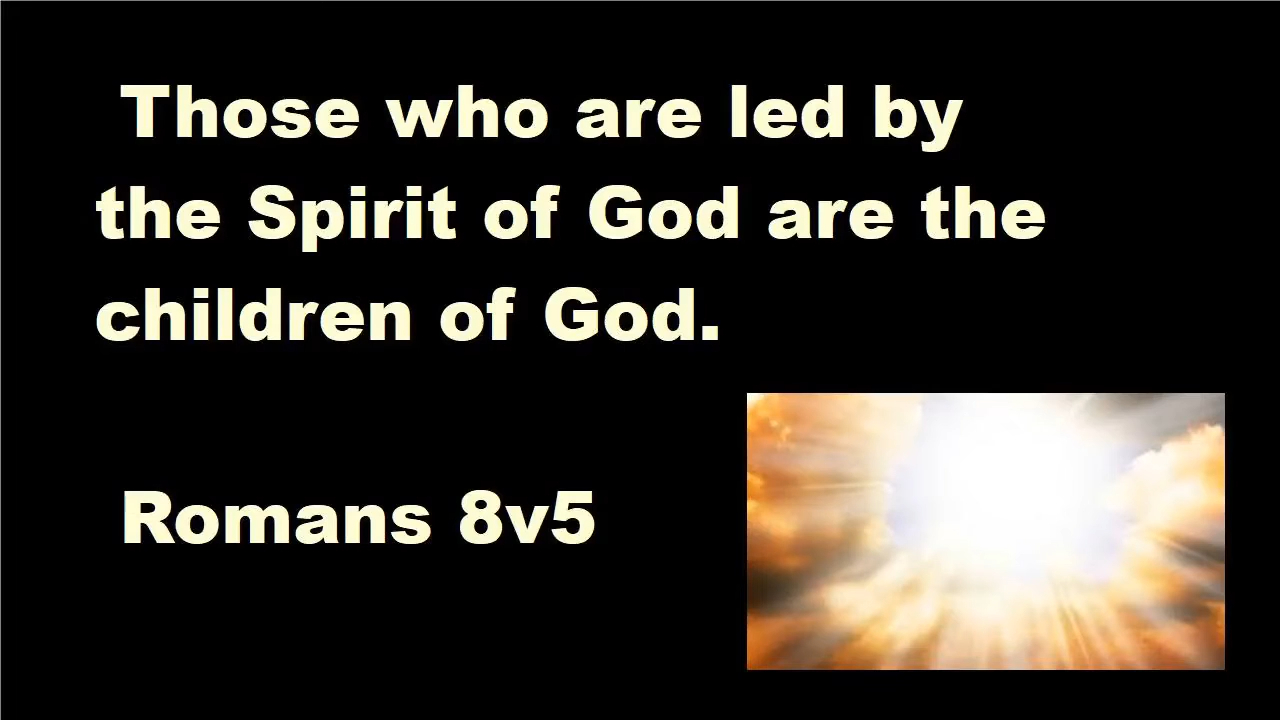 Those who are led by
the Spirit of God are the
children of God.
Romans 8v5